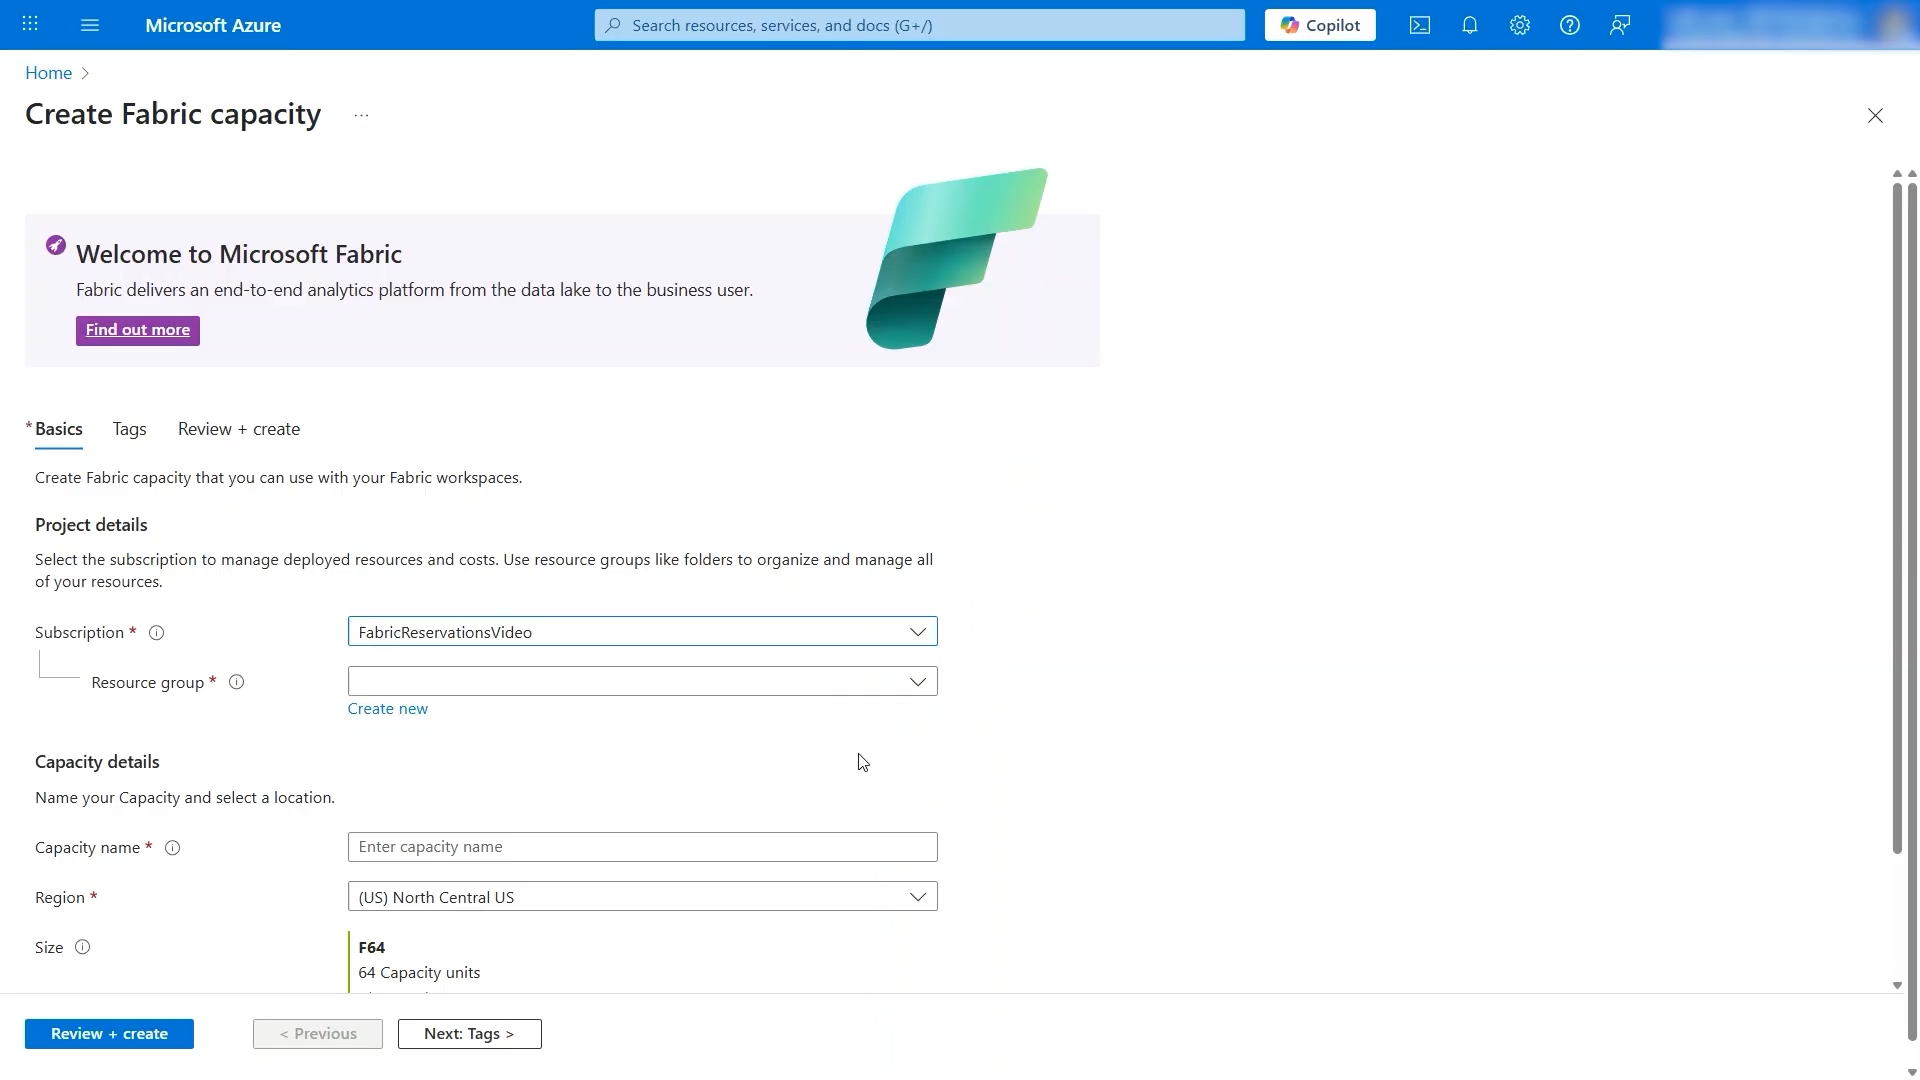 Microsoft Azure
Search resources, services, and docs (G+/)
Copilot
Home
Create Fabric capacity
Welcome to Microsoft Fabric
Fabric delivers an end-to-end analytics platform from the data lake to the business user.
Find out more
* Basics
Tags
Review + create
Create Fabric capacity that you can use with your Fabric workspaces.
Project details
Select the subscription to manage deployed resources and costs. Use resource groups like folders to organize and manage all
of your resources.
Subscription *
FabricReservationsVideo
Resource group *
Create new
Capacity details
Name your Capacity and select a location.
Capacity name *
Enter capacity name
Region *
(US) North Central US
Size
F64
64 Capacity units
Review + create
< Previous
Next: Tags >